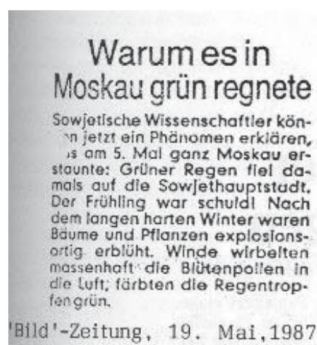 Warum es in
Moskau grün regnete
Sowjetische Wissenschaftler kön-
nen jetzt ein Phänomen erklären,
das am 5. Mai ganz Moskau er-
staunte: Grüner Regen fiel da-
mals auf die Sowjethauptstadt.
Der Frühling war schuld! Nach
dem langen harten Winter waren
Bäume und Pflanzen explosions-
artig erblüht. Winde wirbelten
massenhaft die Blütenpollen in
die Luft, färbten die Regentrop-
fen grün.
'Bild'-Zeitung, 19. Mai,1987